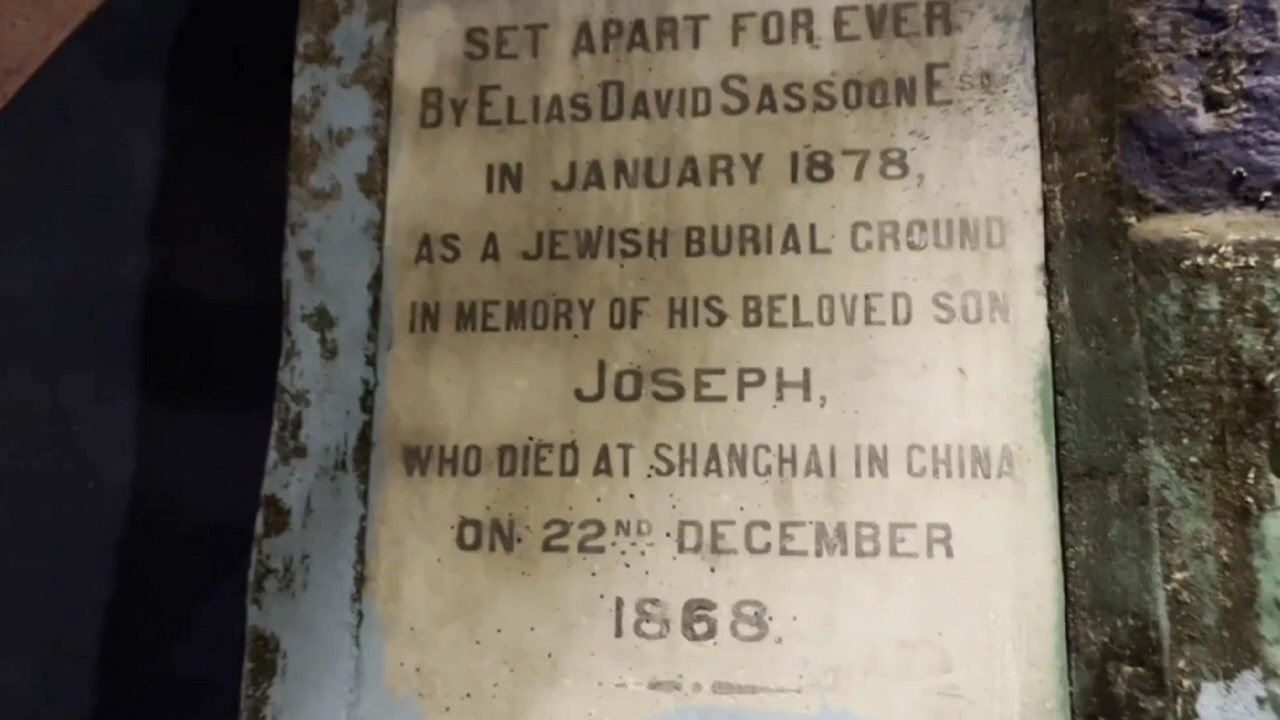 SET APART FOR EVER
BY ELIAS DAVID SASSOON ESQR
IN JANUARY 1878,
AS A JEWISH BURIAL GROUND
IN MEMORY OF HIS BELOVED SON
JOSEPH,
WHO DIED AT SHANGHAI IN CHINA
ON 22ND DECEMBER
1868.